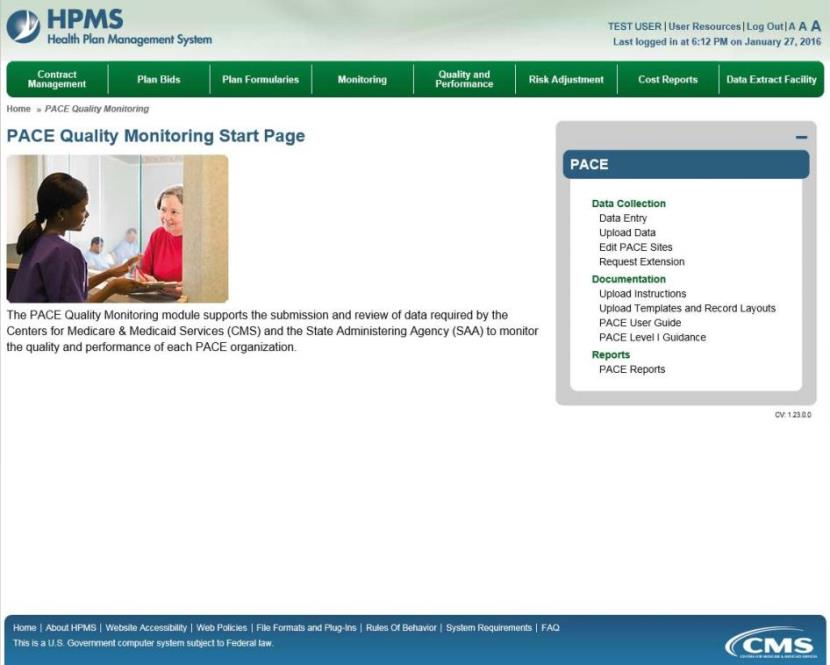 HPMS
Health Plan Management System
TEST USER | User Resources | Log Out | A A A
Last logged in at 6:12 PM on January 27, 2016
Contract Management
Plan Bids
Plan Formularies
Monitoring
Quality and Performance
Risk Adjustment
Cost Reports
Data Extract Facility
Home » PACE Quality Monitoring
PACE Quality Monitoring Start Page
The PACE Quality Monitoring module supports the submission and review of data required by the
Centers for Medicare & Medicaid Services (CMS) and the State Administering Agency (SAA) to monitor
the quality and performance of each PACE organization.
PACE
Data Collection
Data Entry
Upload Data
Edit PACE Sites
Request Extension
Documentation
Upload Instructions
Upload Templates and Record Layouts
PACE User Guide
PACE Level I Guidance
Reports
PACE Reports
CV: 1.23.0.0
Home | About HPMS | Website Accessibility | Web Policies | File Formats and Plug-Ins | Rules Of Behavior | System Requirements | FAQ
This is a U.S. Government computer system subject to Federal law.
CMS
CENTERS FOR MEDICARE & MEDICAID SERVICES